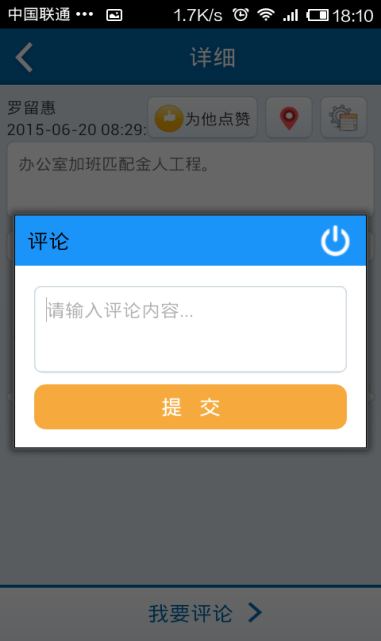 中国联通 ••• 1.7K/s 18:10
详细
罗留惠
2015-06-20 08:29:
为他点赞
办公室加班匹配金人工程。
评论
请输入评论内容...
提 交
我要评论